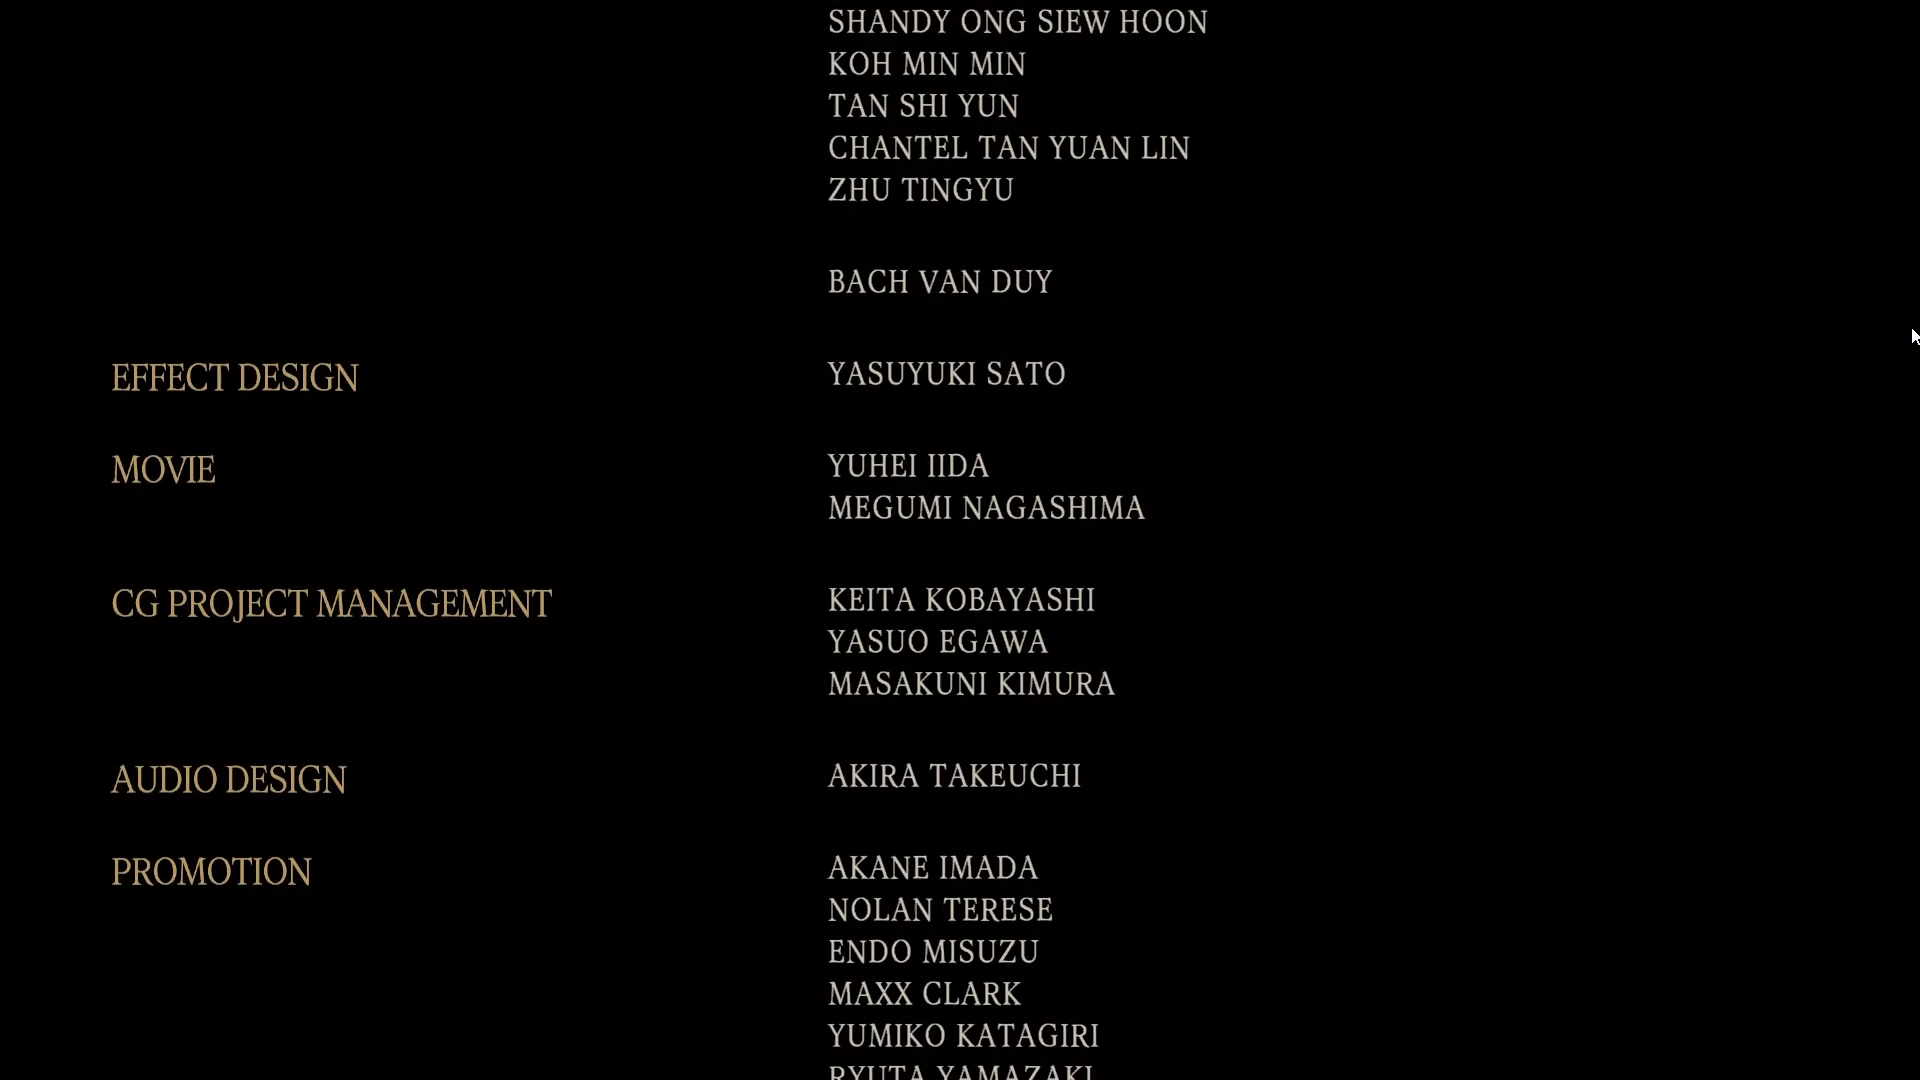 SHANDY ONG SIEW HOON
KOH MIN MIN
TAN SHI YUN
CHANTEL TAN YUAN LIN
ZHU TINGYU
BACH VAN DUY
EFFECT DESIGN YASUYUKI SATO
MOVIE YUHEI IIDA
MEGUMI NAGASHIMA
CG PROJECT MANAGEMENT KEITA KOBAYASHI
YASUO EGAWA
MASAKUNI KIMURA
AUDIO DESIGN AKIRA TAKEUCHI
PROMOTION AKANE IMADA
NOLAN TERESE
ENDO MISUZU
MAXX CLARK
YUMIKO KATAGIRI
RYUTA YAMAZAKI